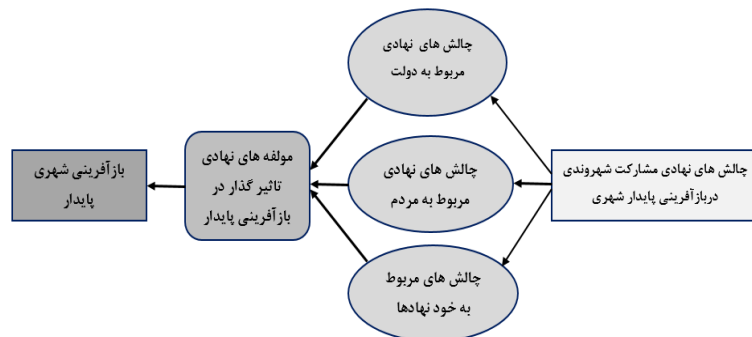 چالش های نهادی مشارکت شهروندی
دربازآفرینی پایدار شهری
چالش های نهادی
مربوط به دولت
چالش های نهادی
مربوط به مردم
چالش های مربوط
به خود نهادها
مولفه های نهادی
تاثیر گذار در
بازآفرینی پایدار
بازآفرینی شهری
پایدار